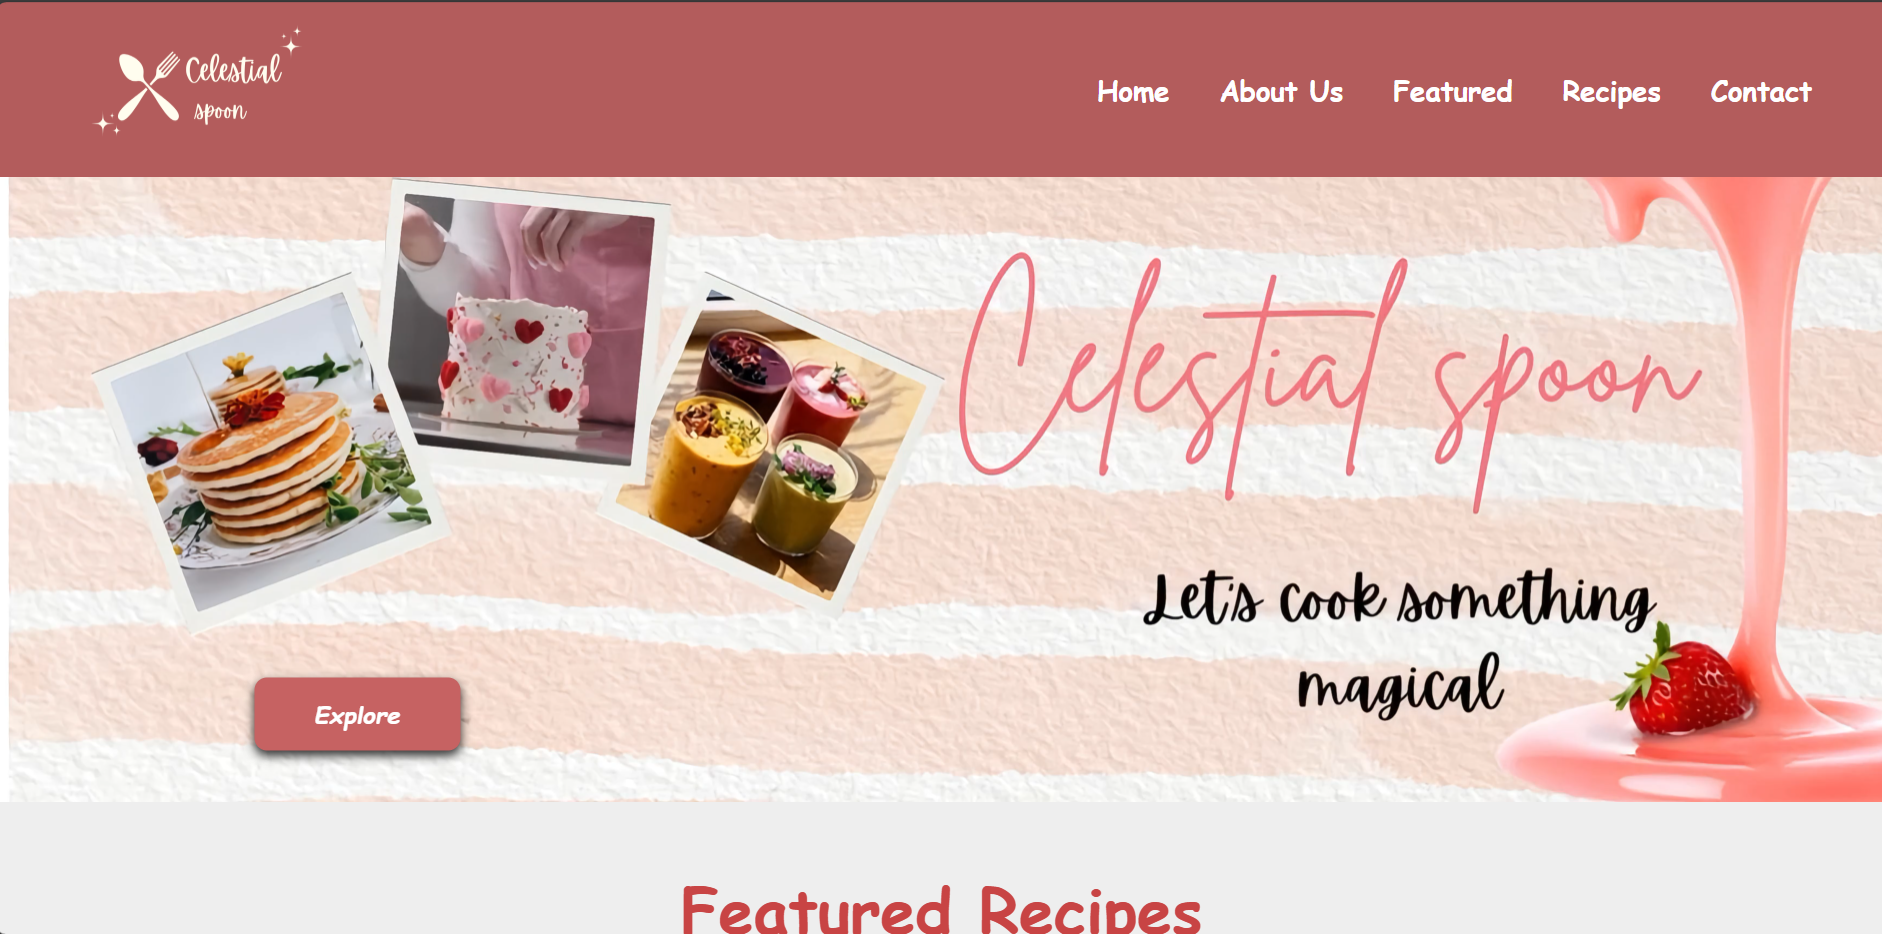 Celestial
spoon
Home About Us Featured Recipes Contact
Celestial spoon
Let's cook something
magical
Explore
Featured Recipes